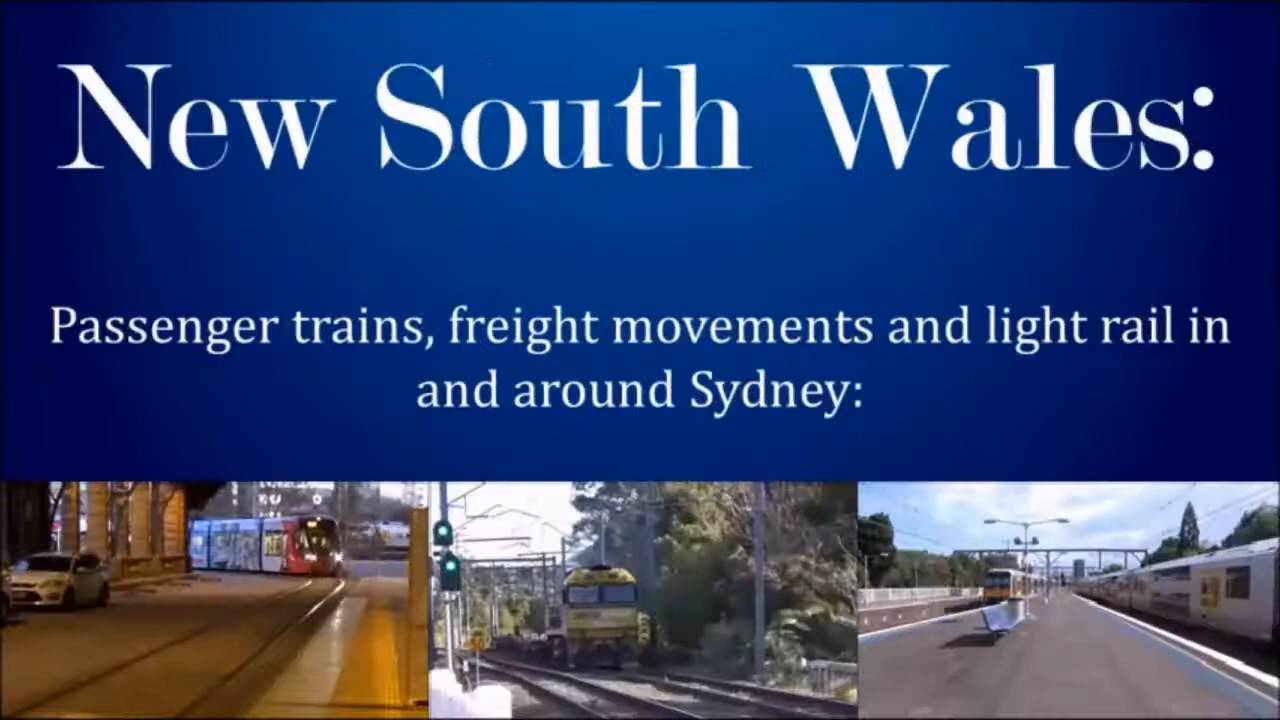 New South Wales:
Passenger trains, freight movements and light rail in
and around Sydney: